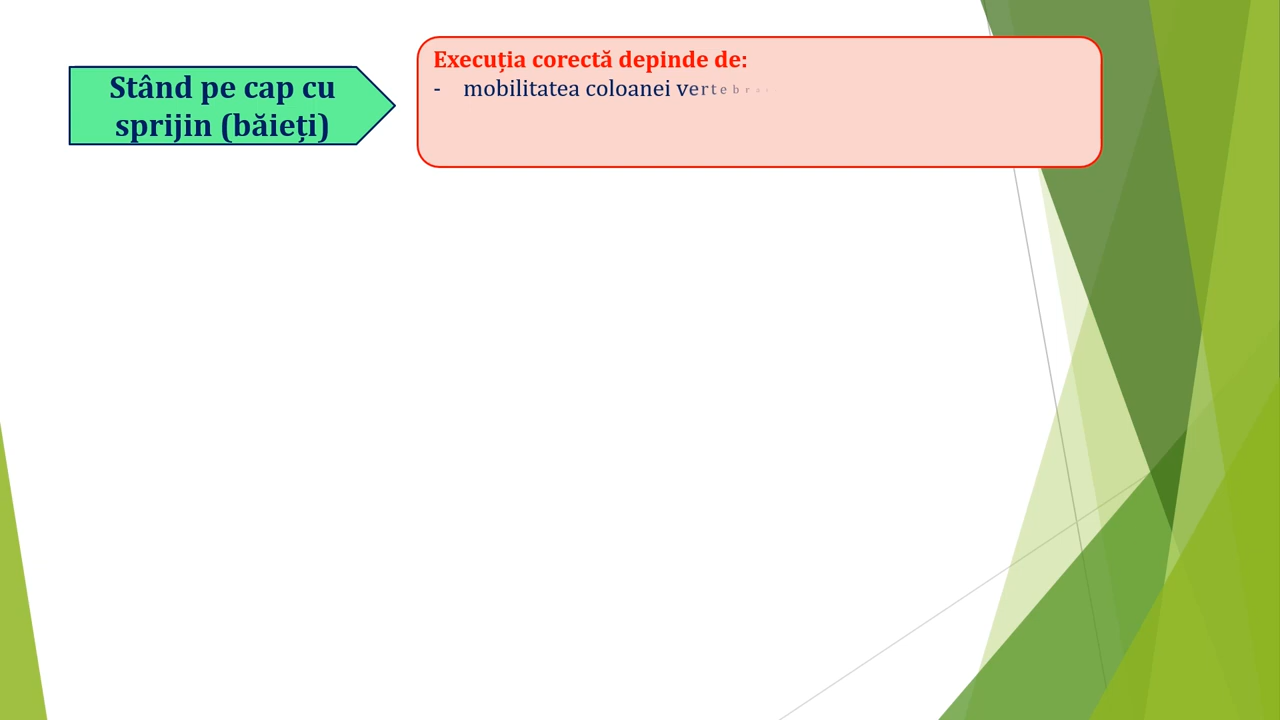 Stând pe cap cu
sprijin (băieți)
Execuția corectă depinde de:
- mobilitatea coloanei